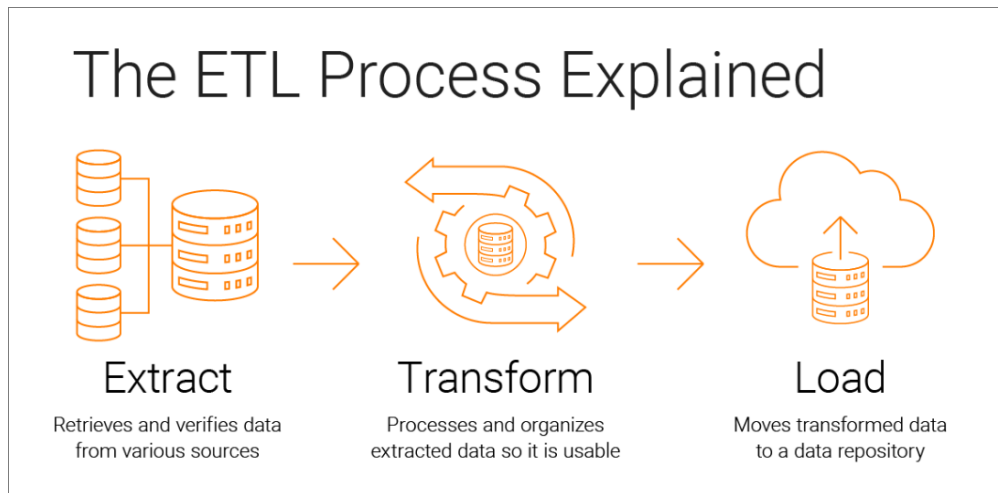 The ETL Process Explained
Extract
Retrieves and verifies data
from various sources
Transform
Processes and organizes
extracted data so it is usable
Load
Moves transformed data
to a data repository